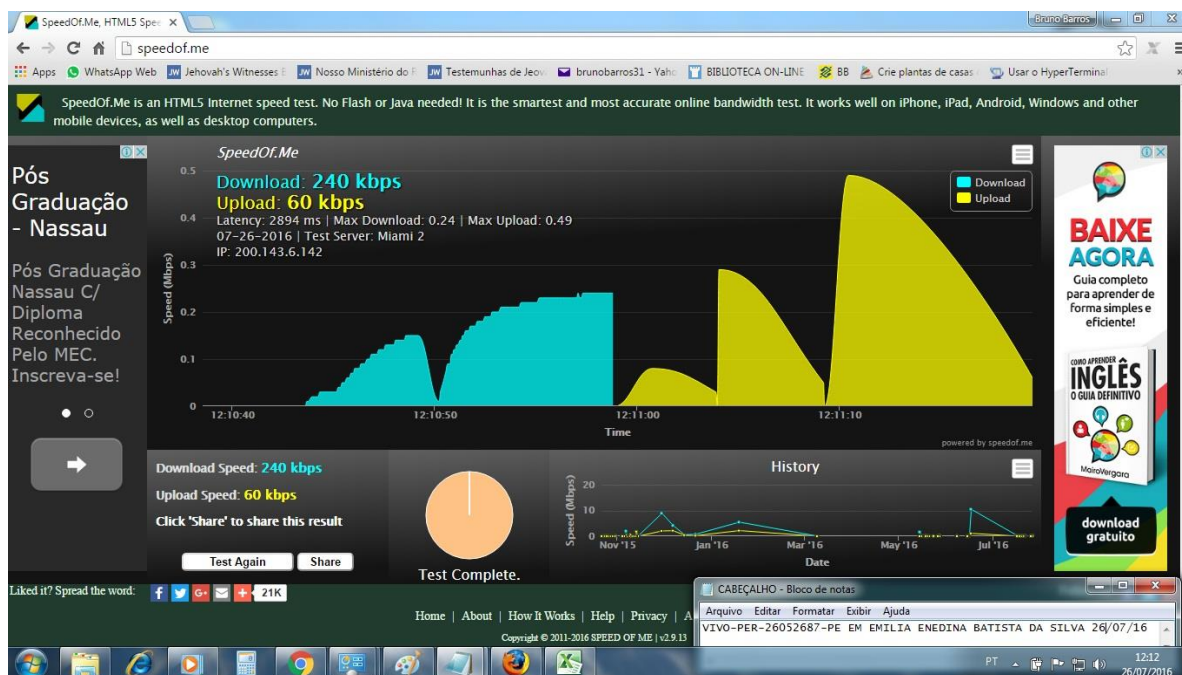 SpeedOf.Me, HTML5 Spe
Bruno Barros
speedof.me
Apps WhatsApp Web Jehovah's Witnesses Nosso Ministério do Testemunhas de Jeov brunobarros31 - Yaho BIBLIOTECA ON-LINE BB Crie plantas de casas Usar o HyperTerminal
SpeedOf.Me is an HTML5 Internet speed test. No Flash or Java needed! It is the smartest and most accurate online bandwidth test. It works well on iPhone, iPad, Android, Windows and other
mobile devices, as well as desktop computers.
Pós
Graduação
- Nassau
Pós Graduação
Nassau C/
Diploma
Reconhecido
Pelo MEC.
Inscreva-se!
SpeedOf.Me
Download: 240 kbps
Upload: 60 kbps
Latency: 2894 ms | Max Download: 0.24 | Max Upload: 0.49
07-26-2016 | Test Server: Miami 2
IP: 200.143.6.142
Download
Upload
Speed (Mbps)
0.5
0.4
0.3
0.2
0.1
0
12:10:40 12:10:50 12:11:00 12:11:10
Time
powered by speedof.me
BAIXE
AGORA
Guia completo
para aprender de
forma simples e
eficiente!
COMO APRENDER
INGLÊS
O GUIA DEFINITIVO
MairoVergara
download
gratuito
Download Speed: 240 kbps
Upload Speed: 60 kbps
Click 'Share' to share this result
Test Again Share
Test Complete.
History
Speed (Mbps)
20
10
0
Nov '15 Jan '16 Mar '16 May '16 Jul '16
Date
Liked it? Spread the word: 21K
Home | About | How It Works | Help | Privacy | A
Copyright © 2011-2016 SPEED OF ME | v2.9.13
CABEÇALHO - Bloco de notas
Arquivo Editar Formatar Exibir Ajuda
VIVO-PER-26052687-PE EM EMILIA ENEDINA BATISTA DA SILVA 26/07/16
PT
12:12
26/07/2016